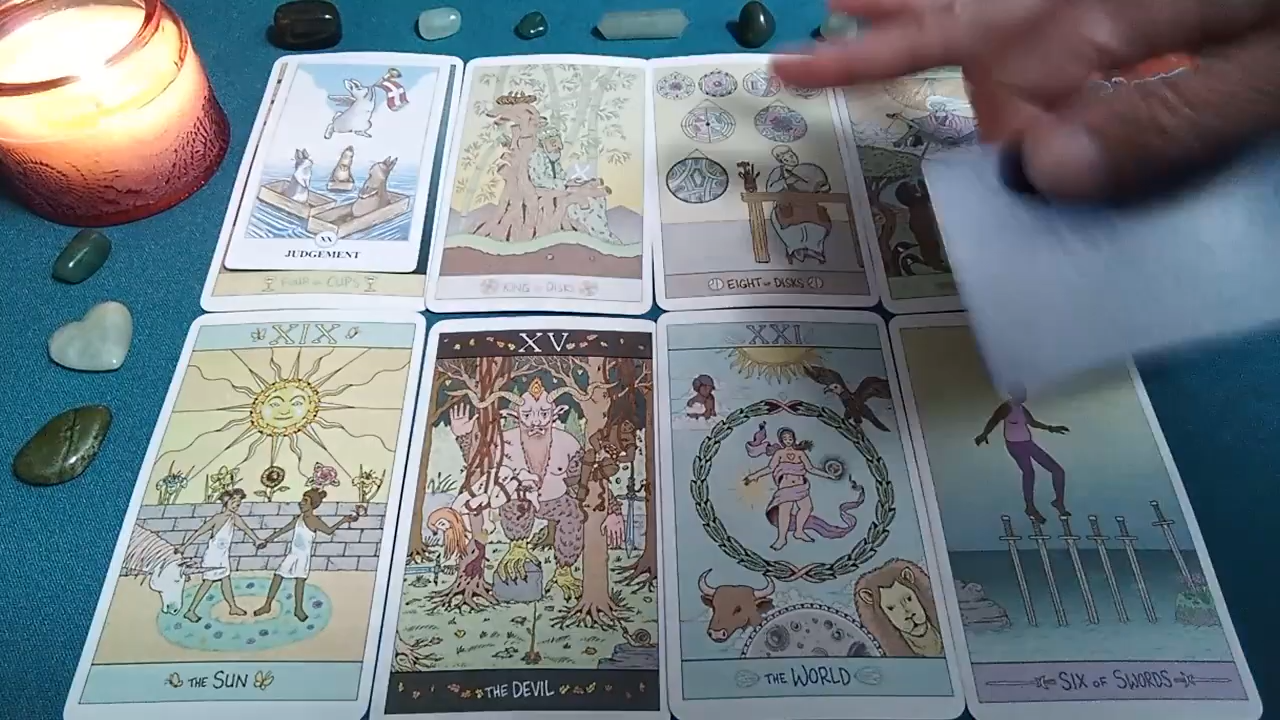 XX
JUDGEMENT
FOUR OF CUPS
KING OF DISKS
EIGHT OF DISKS
XIX
XV
XXI
THE SUN
THE DEVIL
THE WORLD
SIX OF SWORDS